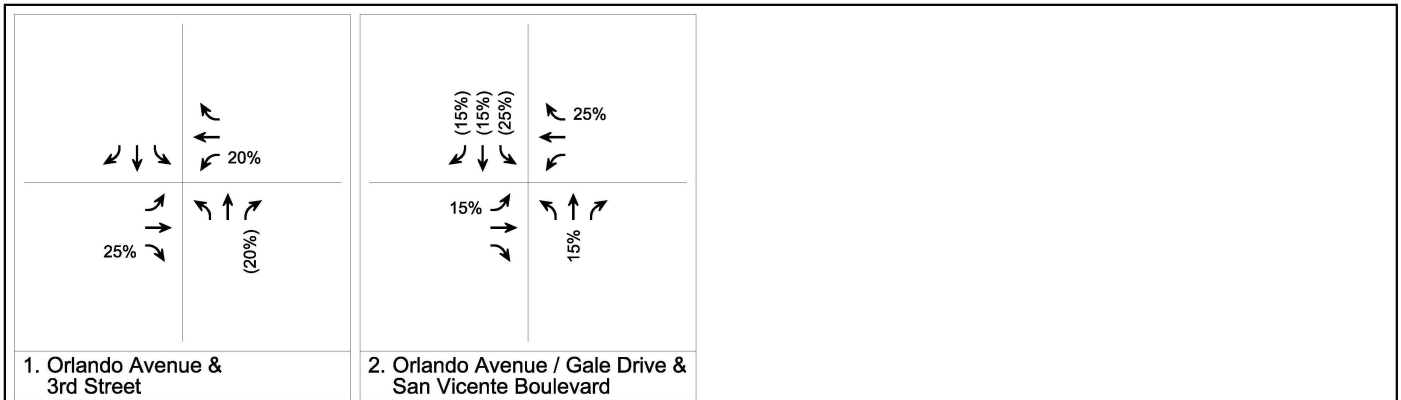 20%
25%
(20%)
1. Orlando Avenue &
3rd Street
(15%)
(15%)
(25%)
25%
15%
15%
2. Orlando Avenue / Gale Drive &
San Vicente Boulevard